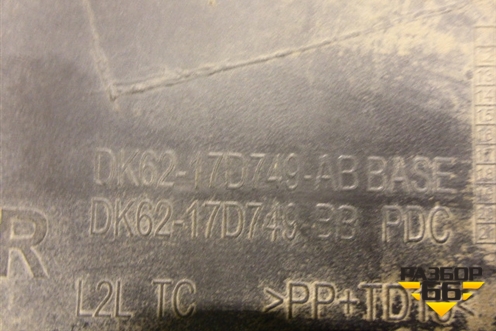 DK62-17D749-AB BASE
DK62-17D749-BB PDC
R
L2L TC >PP+TD
РАЗБОР
66